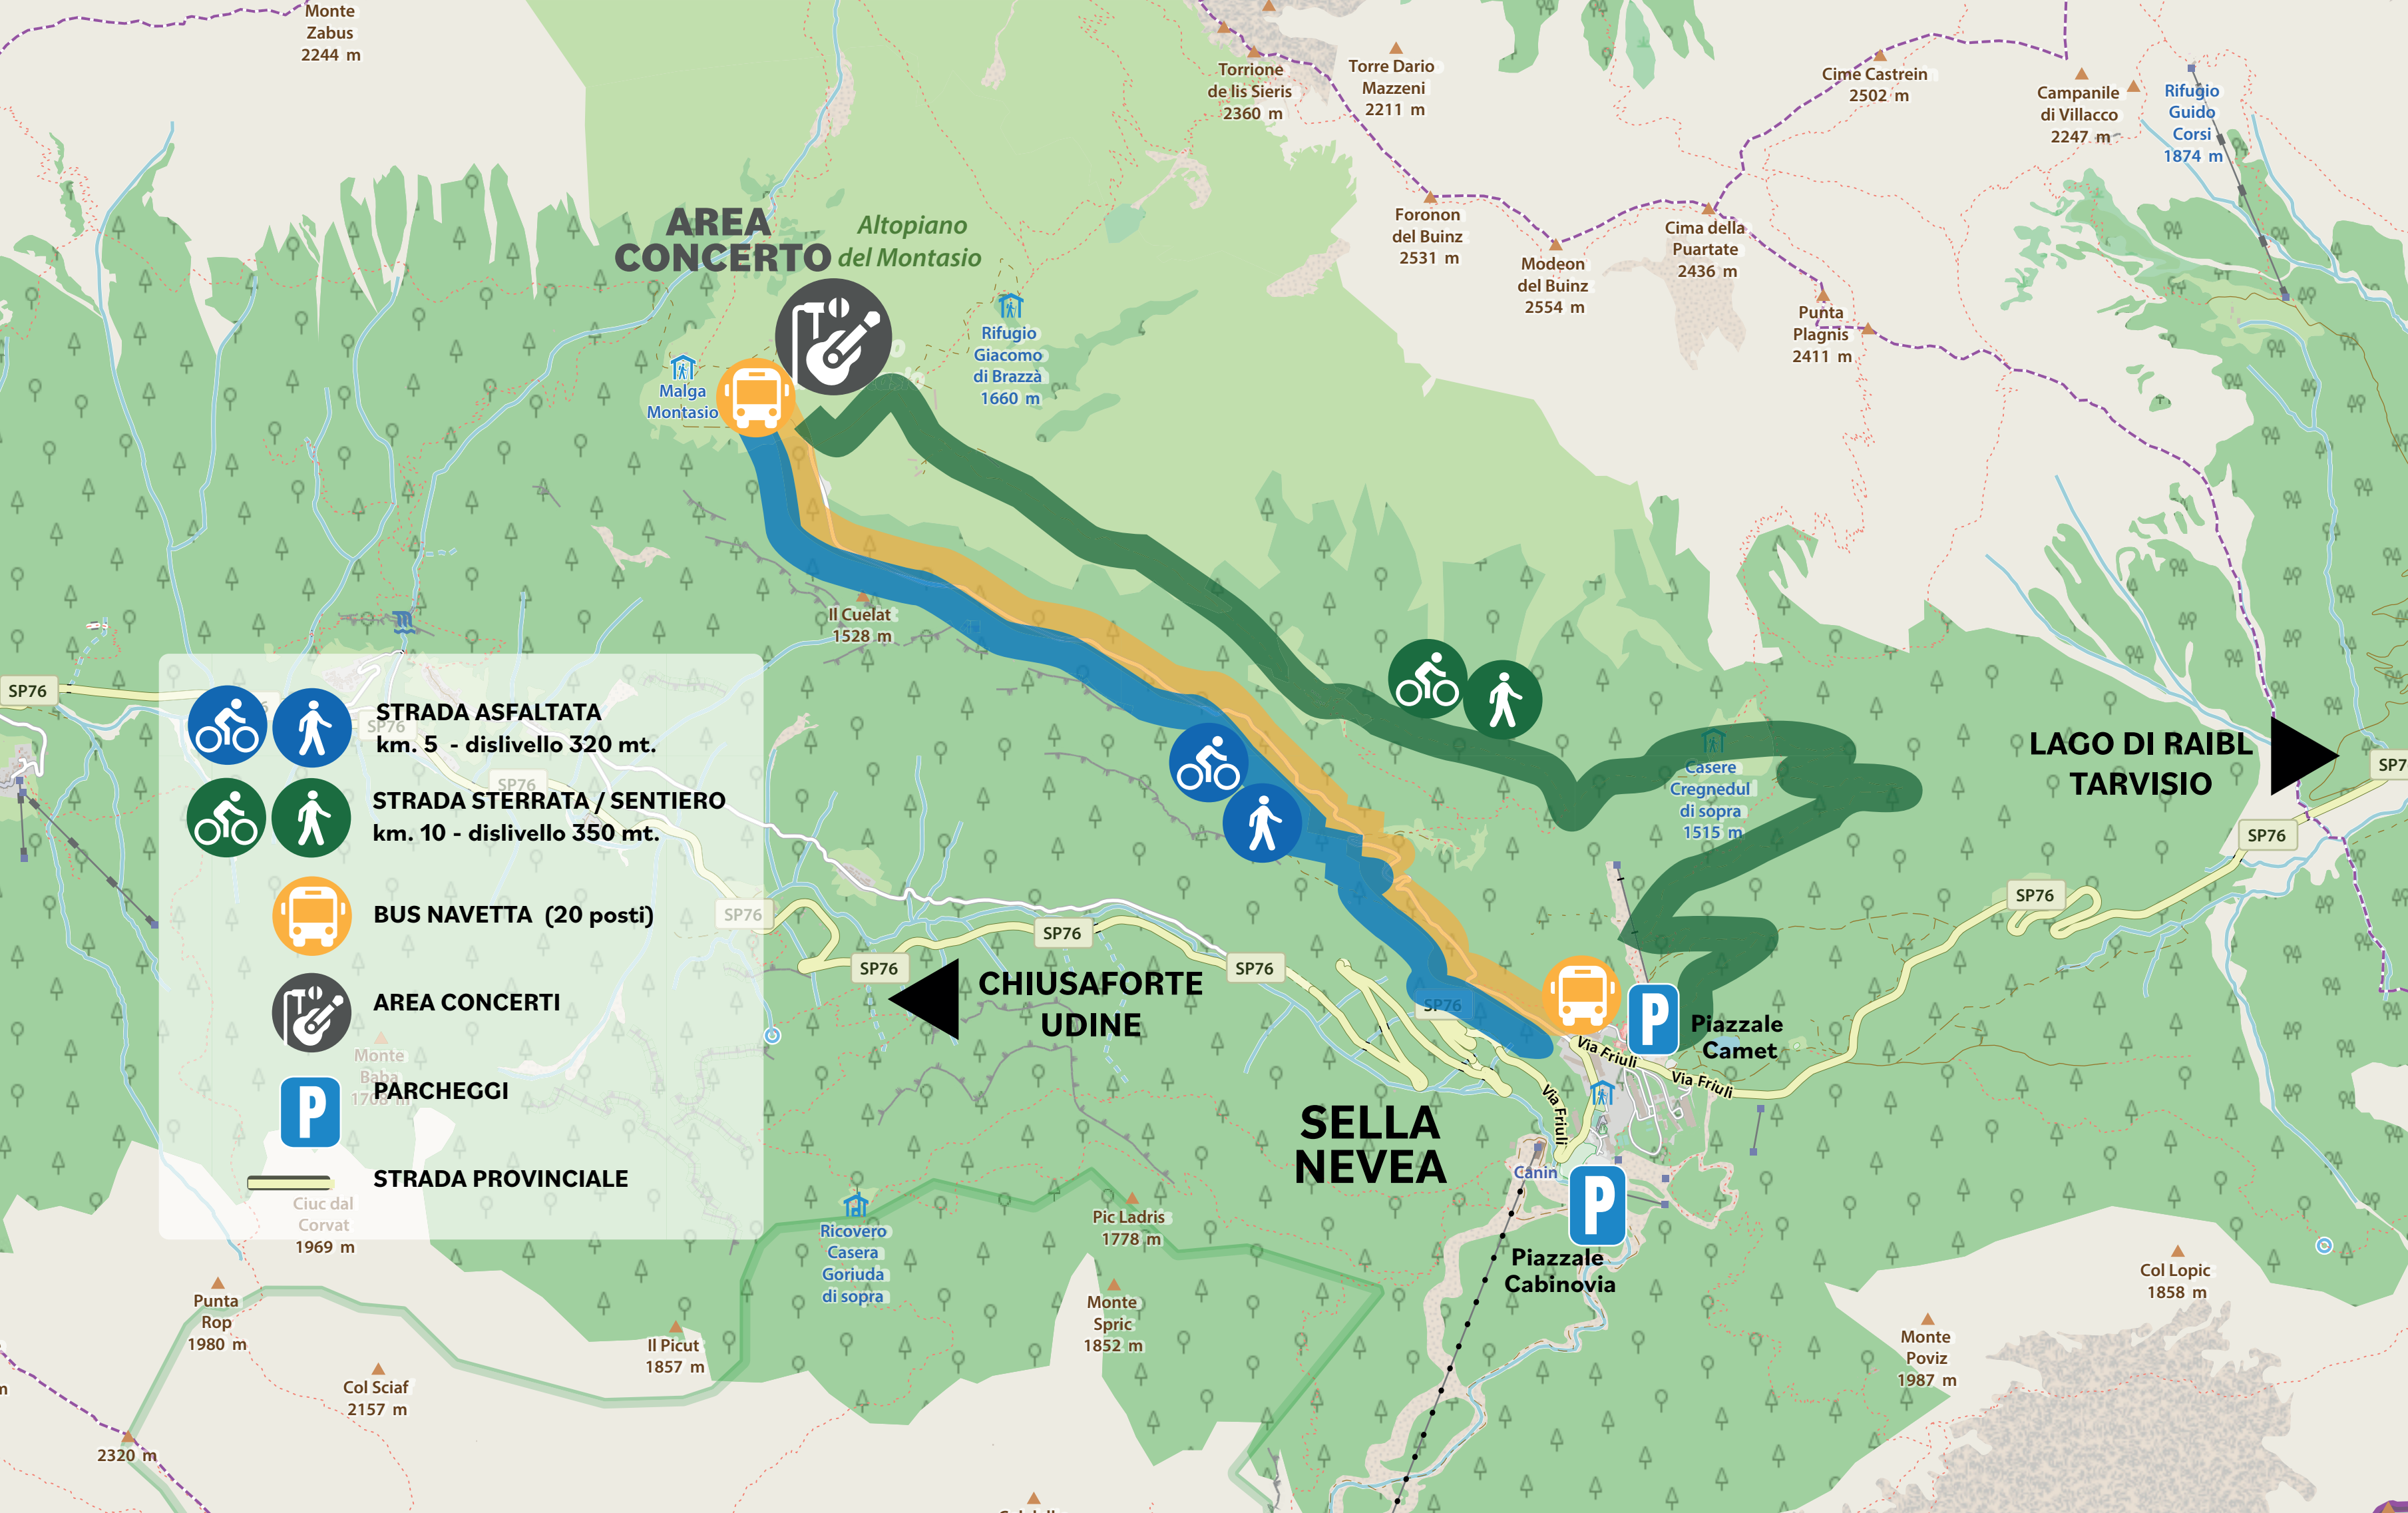 Monte
Zabus
2244 m
Torrione
de lis Sieris
2360 m
Torre Dario
Mazzeni
2211 m
Cime Castrein
2502 m
Campanile
di Villacco
2247 m
Rifugio
Guido
Corsi
1874 m
AREA
CONCERTO
Altopiano
del Montasio
Foronon
del Buinz
2531 m
Modeon
del Buinz
2554 m
Cima della
Puartate
2436 m
Punta
Plagnis
2411 m
Rifugio
Giacomo
di Brazzà
1660 m
Malga
Montasio
Il Cuelat
1528 m
SP76
STRADA ASFALTATA
km. 5 - dislivello 320 mt.
STRADA STERRATA / SENTIERO
km. 10 - dislivello 350 mt.
BUS NAVETTA (20 posti)
AREA CONCERTI
P
PARCHEGGI
STRADA PROVINCIALE
SP76
SP76
SP76
Monte
Baba
1708 m
Ciuc dal
Corvat
1969 m
Casere
Cregnedul
di sopra
1515 m
LAGO DI RAIBL
TARVISIO
SP7
SP76
SP76
SP76
SP76
SP76
SP76
CHIUSAFORTE
UDINE
P
Piazzale
Camet
Via Friuli
Via Friuli
Via Friuli
SELLA
NEVEA
Canin
P
Piazzale
Cabinovia
Ricovero
Casera
Goriuda
di sopra
Pic Ladris
1778 m
Monte
Spric
1852 m
Punta
Rop
1980 m
Il Picut
1857 m
Col Sciaf
2157 m
2320 m
Col Lopic
1858 m
Monte
Poviz
1987 m